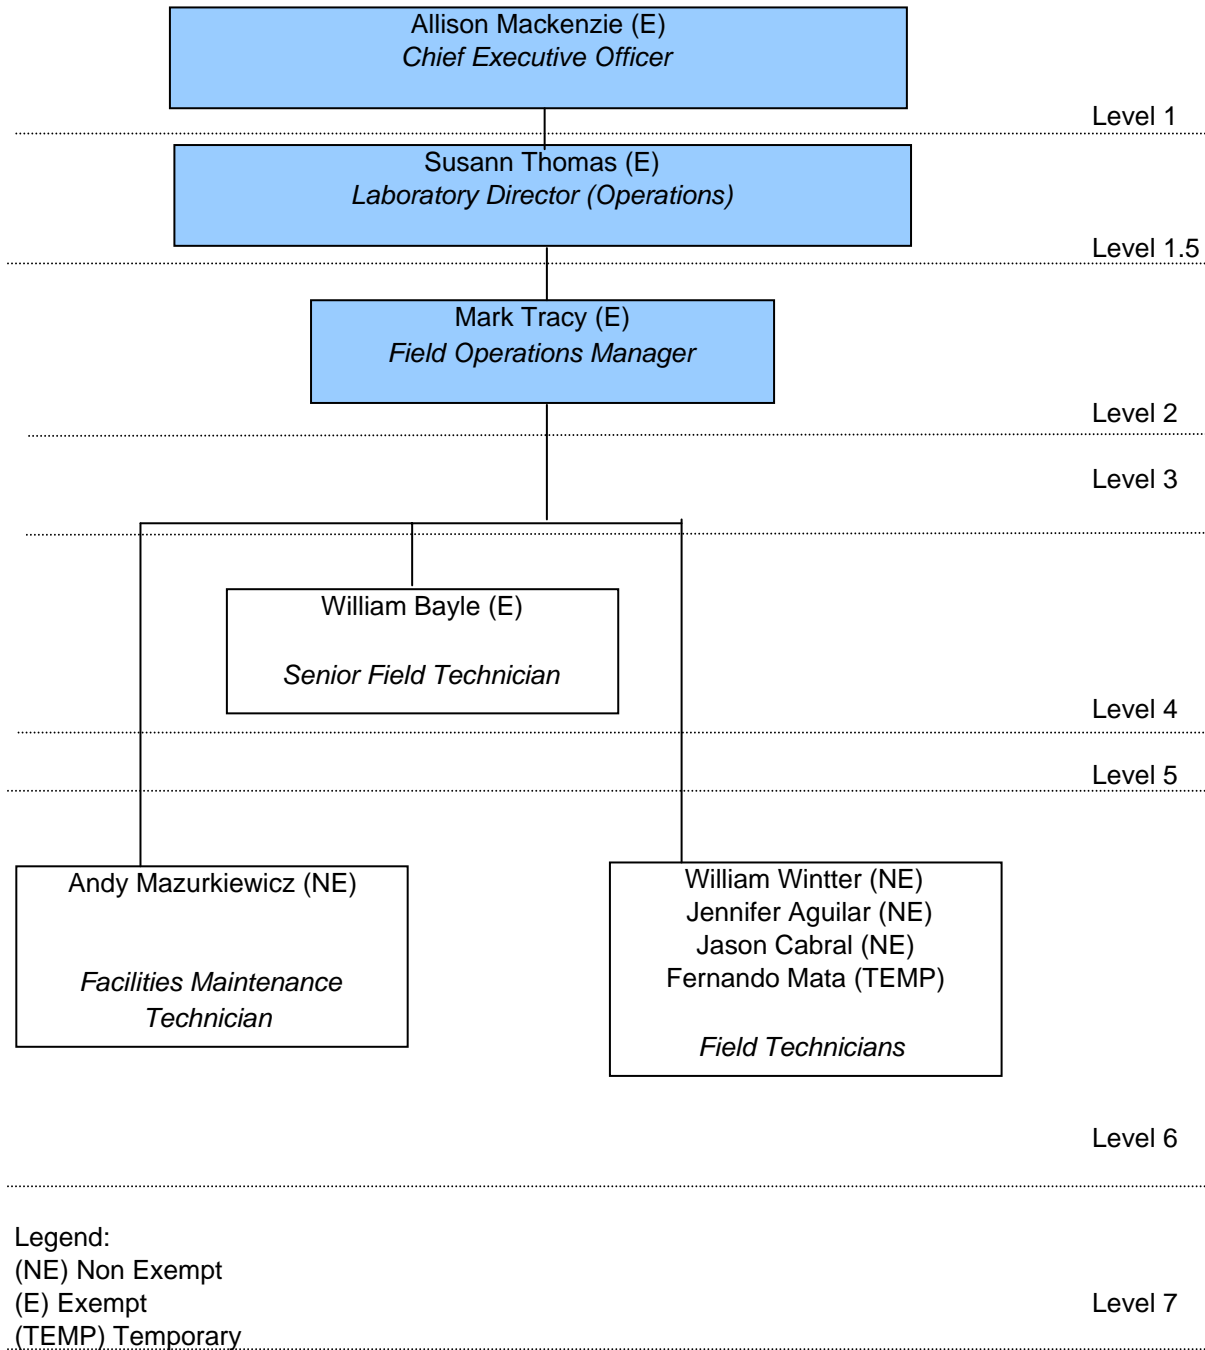 Allison Mackenzie (E)
Chief Executive Officer
Level 1
Susann Thomas (E)
Laboratory Director (Operations)
Level 1.5
Mark Tracy (E)
Field Operations Manager
Level 2
Level 3
William Bayle (E)
Senior Field Technician
Level 4
Level 5
Andy Mazurkiewicz (NE)
Facilities Maintenance
Technician
William Wintter (NE)
Jennifer Aguilar (NE)
Jason Cabral (NE)
Fernando Mata (TEMP)
Field Technicians
Level 6
Legend:
(NE) Non Exempt
(E) Exempt
(TEMP) Temporary
Level 7